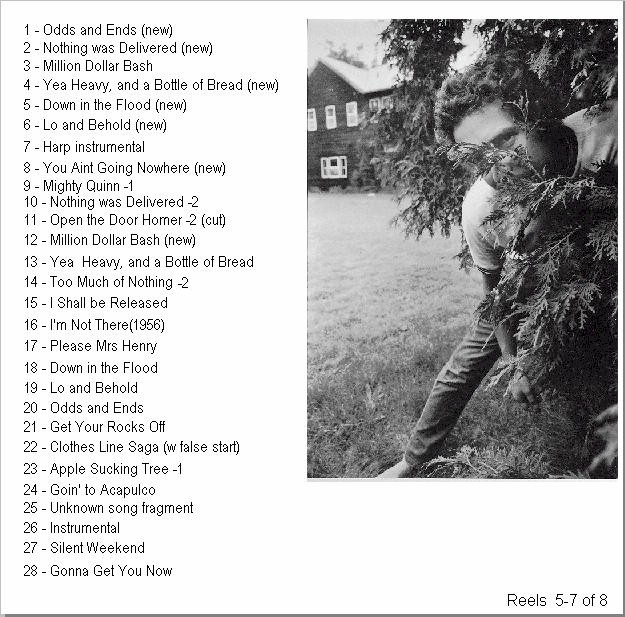 1 - Odds and Ends (new)
2 - Nothing was Delivered (new)
3 - Million Dollar Bash
4 - Yea Heavy, and a Bottle of Bread (new)
5 - Down in the Flood (new)
6 - Lo and Behold (new)
7 - Harp instrumental
8 - You Aint Going Nowhere (new)
9 - Mighty Quinn -1
10 - Nothing was Delivered -2
11 - Open the Door Homer -2 (cut)
12 - Million Dollar Bash (new)
13 - Yea  Heavy, and a Bottle of Bread
14 - Too Much of Nothing -2
15 - I Shall be Released
16 - I'm Not There(1956)
17 - Please Mrs Henry
18 - Down in the Flood
19 - Lo and Behold
20 - Odds and Ends
21 - Get Your Rocks Off
22 - Clothes Line Saga (w false start)
23 - Apple Sucking Tree -1
24 - Goin' to Acapulco
25 - Unknown song fragment
26 - Instrumental
27 - Silent Weekend
28 - Gonna Get You Now
Reels  5-7 of 8